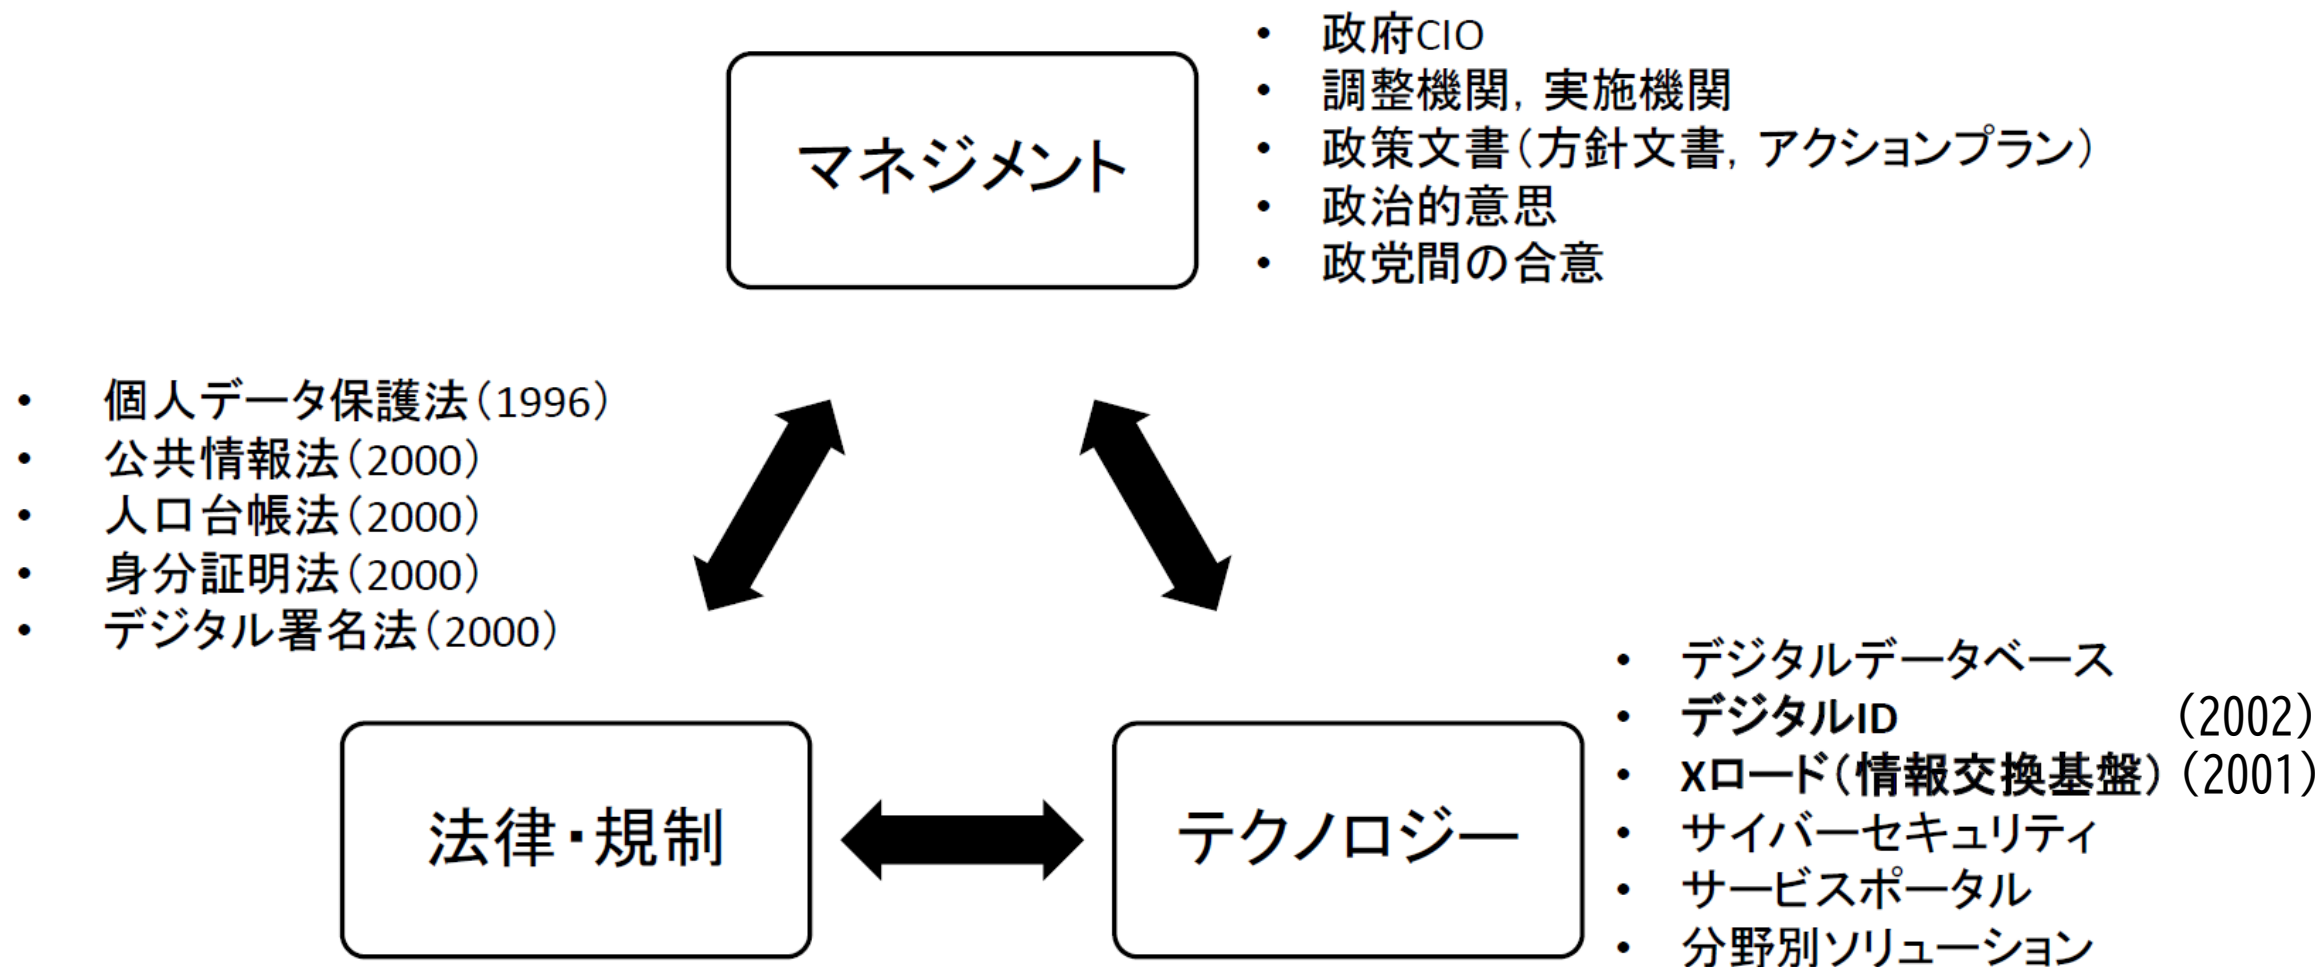 マネジメント
• 政府CIO
• 調整機関，実施機関
• 政策文書（方針文書，アクションプラン）
• 政治的意思
• 政党間の合意
• 個人データ保護法（1996）
• 公共情報法（2000）
• 人口台帳法（2000）
• 身分証明法（2000）
• デジタル署名法（2000）
法律・規制
テクノロジー
• デジタルデータベース
• デジタルID （2002）
• Xロード（情報交換基盤）（2001）
• サイバーセキュリティ
• サービスポータル
• 分野別ソリューション